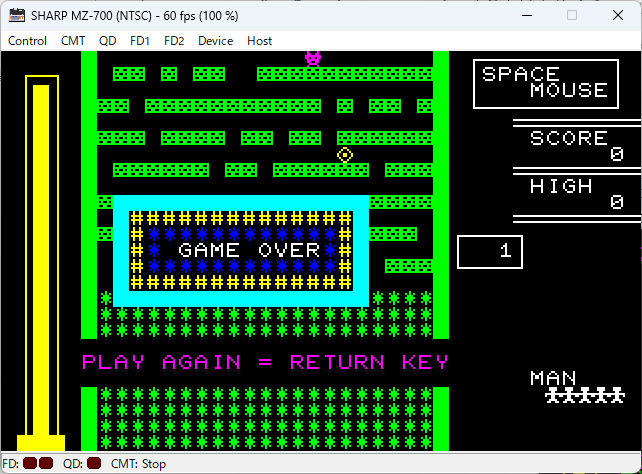 SHARP MZ-700 (NTSC) - 60 fps (100 %)
Control CMT QD FD1 FD2 Device Host
SPACE
MOUSE
SCORE
0
HIGH
0
##############
# GAME OVER #
##############
1
PLAY AGAIN = RETURN KEY
MAN
FD: QD: CMT: Stop